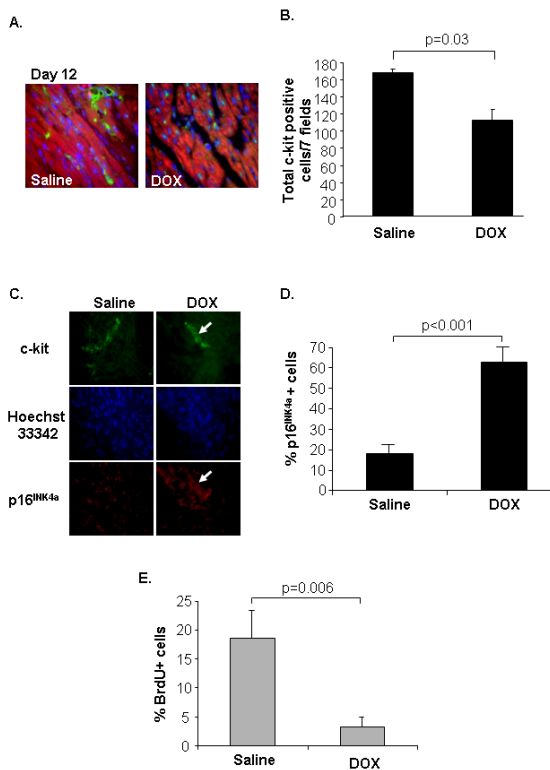 A.
Day 12
Saline
DOX
B.
p=0.03
Total c-kit positive
cells/7 fields
180
160
140
120
100
80
60
40
20
0
Saline
DOX
C.
Saline
DOX
c-kit
Hoechst
33342
p16INK4a
D.
p<0.001
% p16INK4a + cells
70
60
50
40
30
20
10
0
Saline
DOX
E.
p=0.006
% BrdU+ cells
25
20
15
10
5
0
Saline
DOX